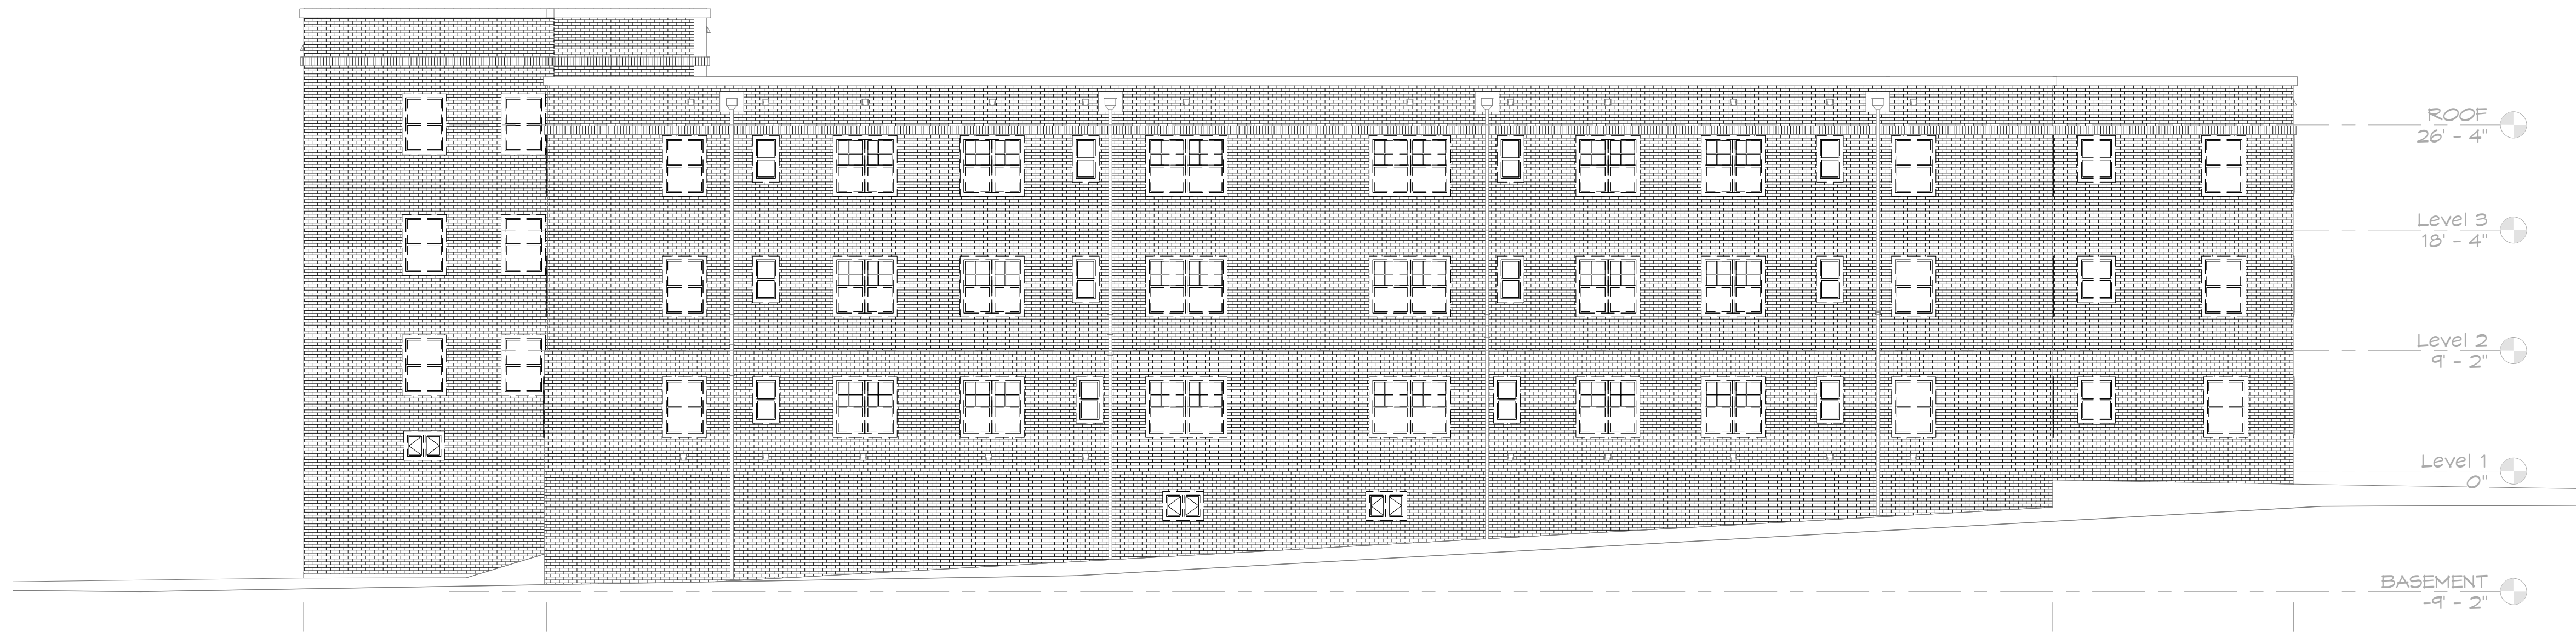 ROOF
26' - 4"
Level 3
18' - 4"
Level 2
9' - 2"
Level 1
0"
BASEMENT
-9' - 2"